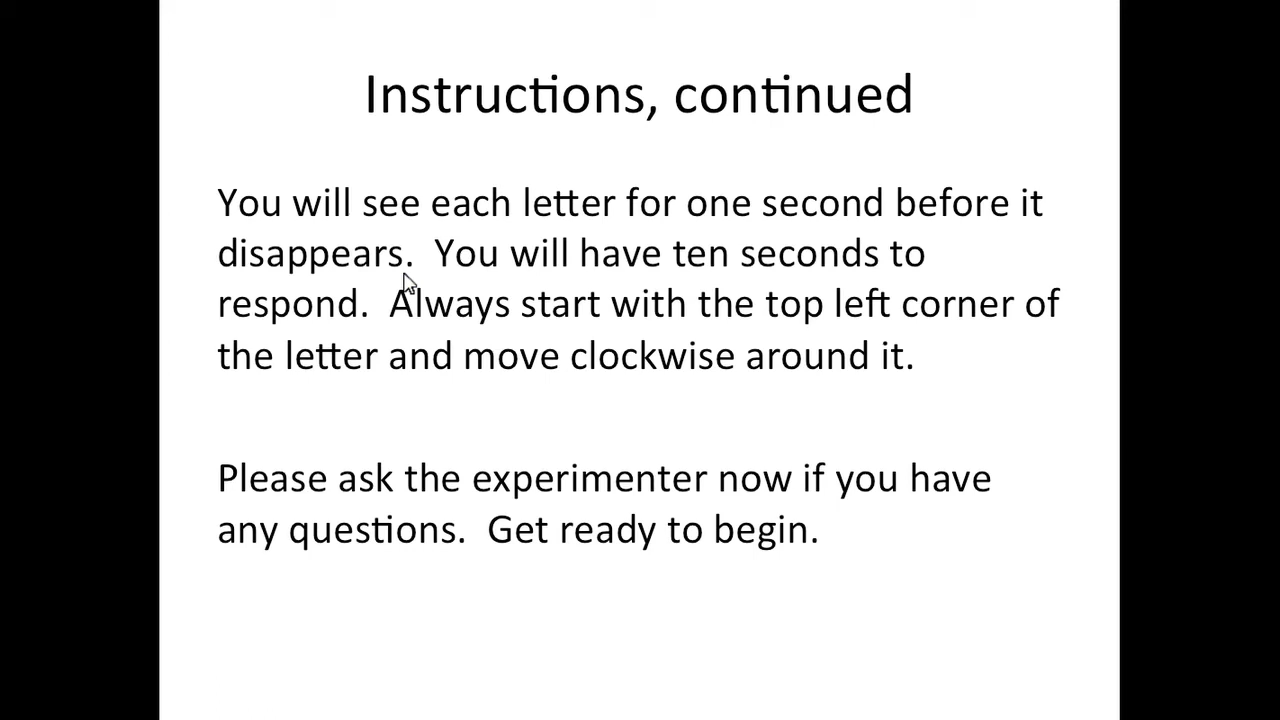 Instructions, continued
You will see each letter for one second before it
disappears.  You will have ten seconds to
respond.  Always start with the top left corner of
the letter and move clockwise around it.
Please ask the experimenter now if you have
any questions.  Get ready to begin.